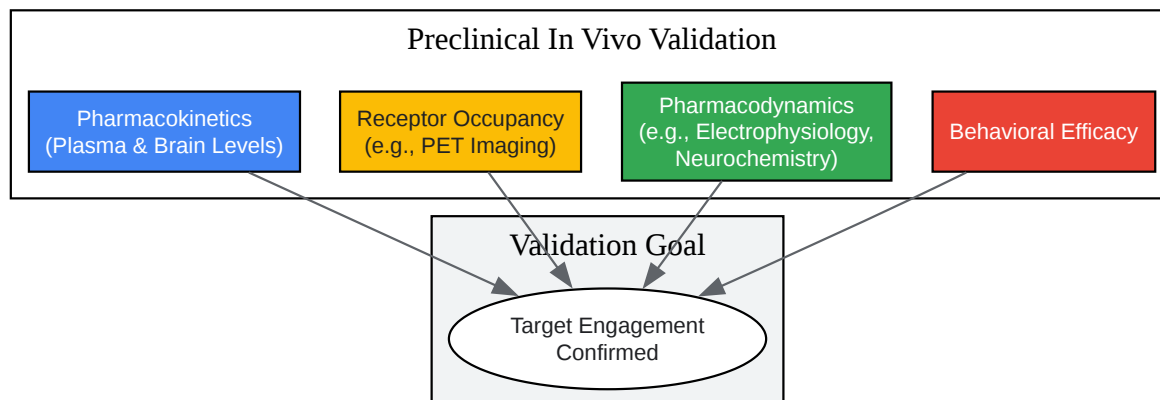 Preclinical In Vivo Validation
Pharmacokinetics
(Plasma & Brain Levels)
Receptor Occupancy
(e.g., PET Imaging)
Pharmacodynamics
(e.g., Electrophysiology,
Neurochemistry)
Behavioral Efficacy
Validation Goal
Target Engagement
Confirmed